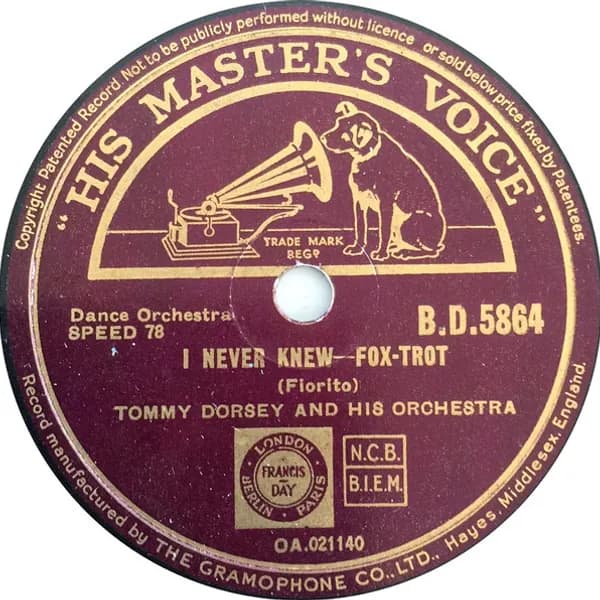 Copyright Patented Record. Not to be publicly performed without licence or sold below price fixed by Patentees.
"HIS MASTER'S VOICE"
TRADE MARK
REGD
Dance Orchestra
SPEED 78
B.D.5864
I NEVER KNEW—FOX-TROT
(Fiorito)
TOMMY DORSEY AND HIS ORCHESTRA
LONDON
FRANCIS - DAY
BERLIN PARIS
N.C.B.
B.I.E.M.
OA.021140
Record manufactured by THE GRAMOPHONE CO., LTD., Hayes, Middlesex, England.